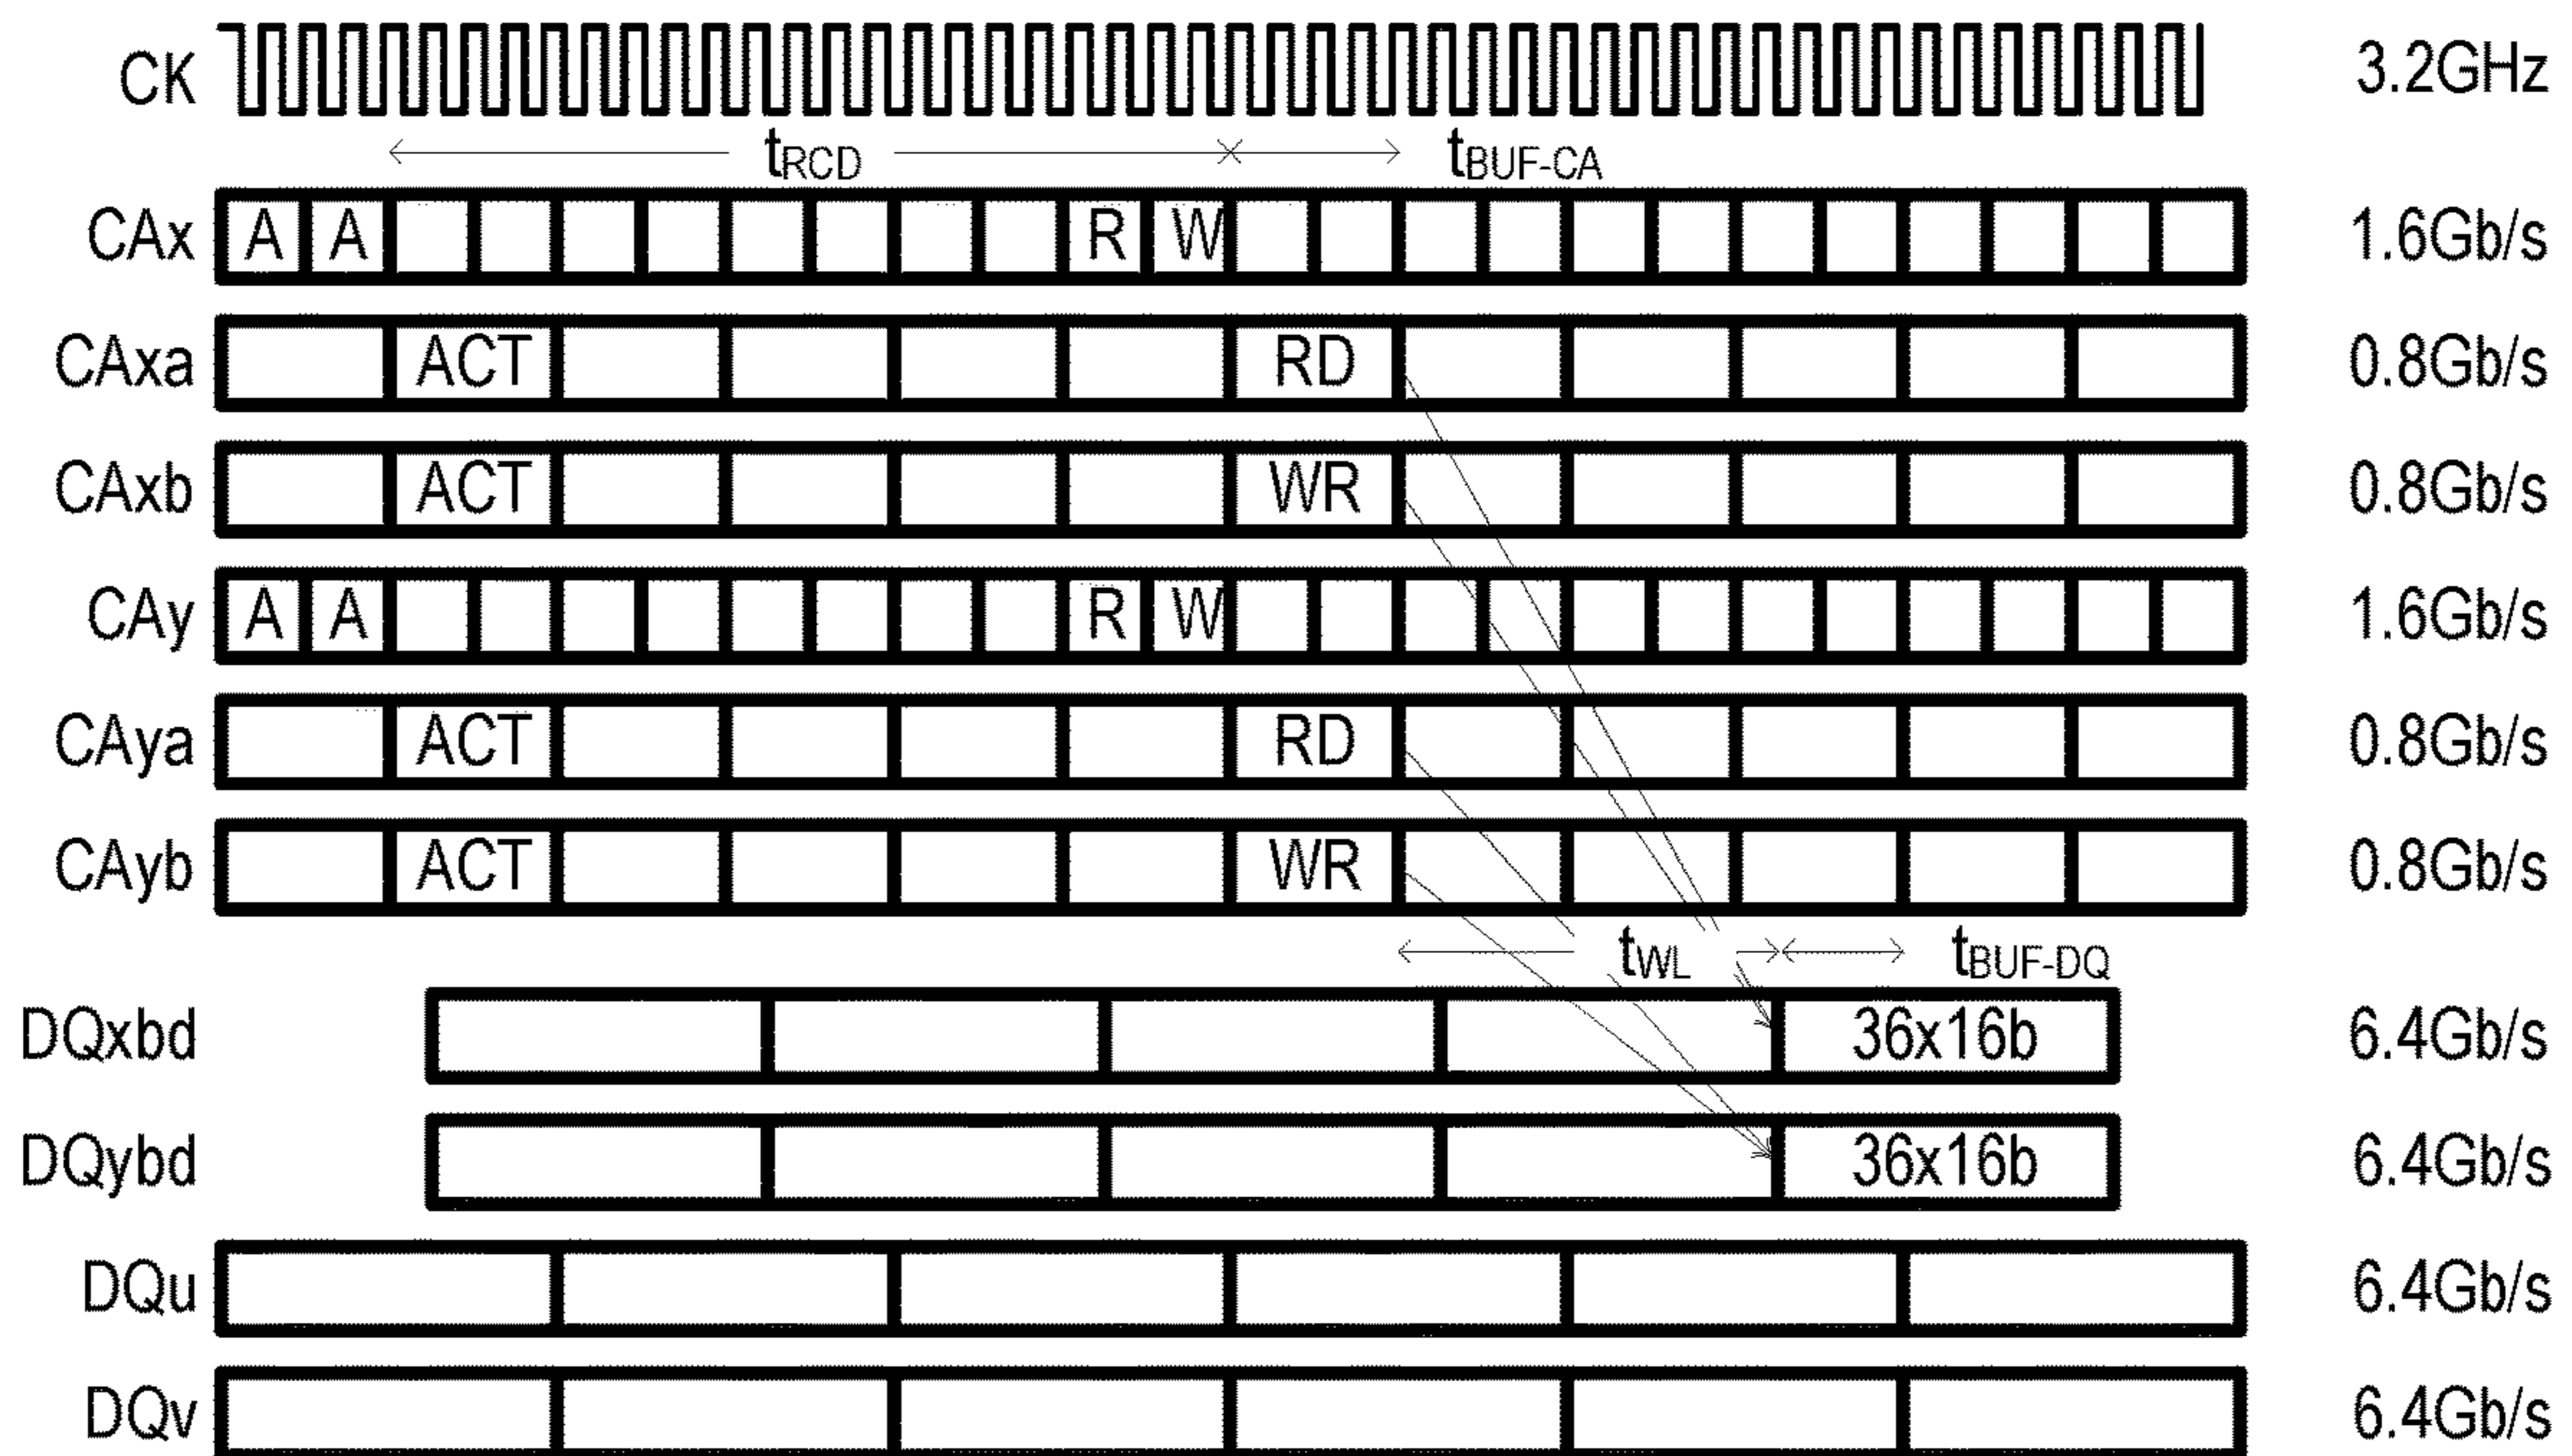 CK 3.2GHz
tRCD tBUF-CA
CAx A A R W 1.6Gb/s
CAxa ACT RD 0.8Gb/s
CAxb ACT WR 0.8Gb/s
CAy A A R W 1.6Gb/s
CAya ACT RD 0.8Gb/s
CAyb ACT WR 0.8Gb/s
tWL tBUF-DQ
DQxbd 36x16b 6.4Gb/s
DQybd 36x16b 6.4Gb/s
DQu 6.4Gb/s
DQv 6.4Gb/s